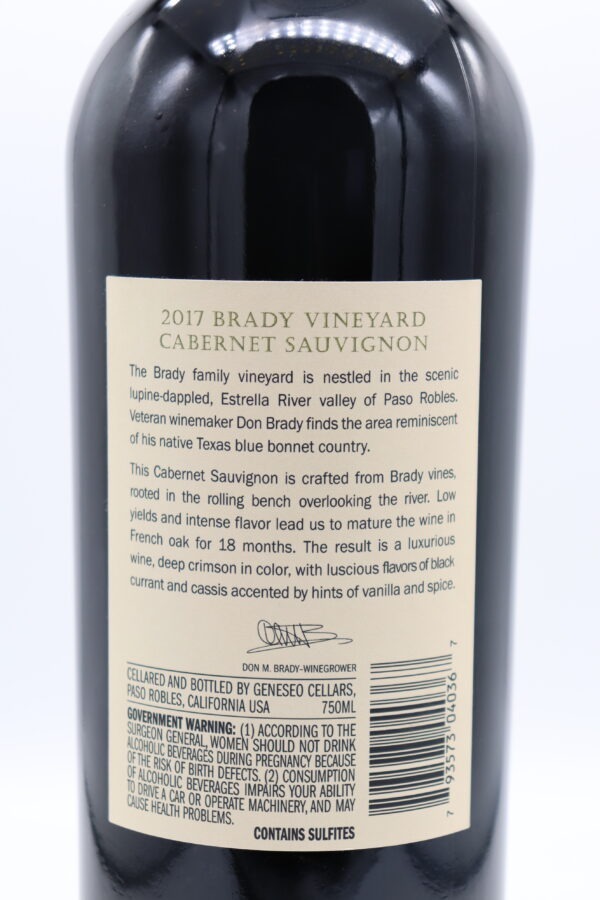 2017 BRADY VINEYARD
CABERNET SAUVIGNON
The Brady family vineyard is nestled in the scenic
lupine-dappled, Estrella River valley of Paso Robles.
Veteran winemaker Don Brady finds the area reminiscent
of his native Texas blue bonnet country.
This Cabernet Sauvignon is crafted from Brady vines,
rooted in the rolling bench overlooking the river. Low
yields and intense flavor lead us to mature the wine in
French oak for 18 months. The result is a luxurious
wine, deep crimson in color, with luscious flavors of black
currant and cassis accented by hints of vanilla and spice.
DON M. BRADY-WINEGROWER
CELLARED AND BOTTLED BY GENESEO CELLARS,
PASO ROBLES, CALIFORNIA USA 750ML
GOVERNMENT WARNING: (1) ACCORDING TO THE
SURGEON GENERAL, WOMEN SHOULD NOT DRINK
ALCOHOLIC BEVERAGES DURING PREGNANCY BECAUSE
OF THE RISK OF BIRTH DEFECTS. (2) CONSUMPTION
OF ALCOHOLIC BEVERAGES IMPAIRS YOUR ABILITY
TO DRIVE A CAR OR OPERATE MACHINERY, AND MAY
CAUSE HEALTH PROBLEMS.
CONTAINS SULFITES
7 93573 04036 7